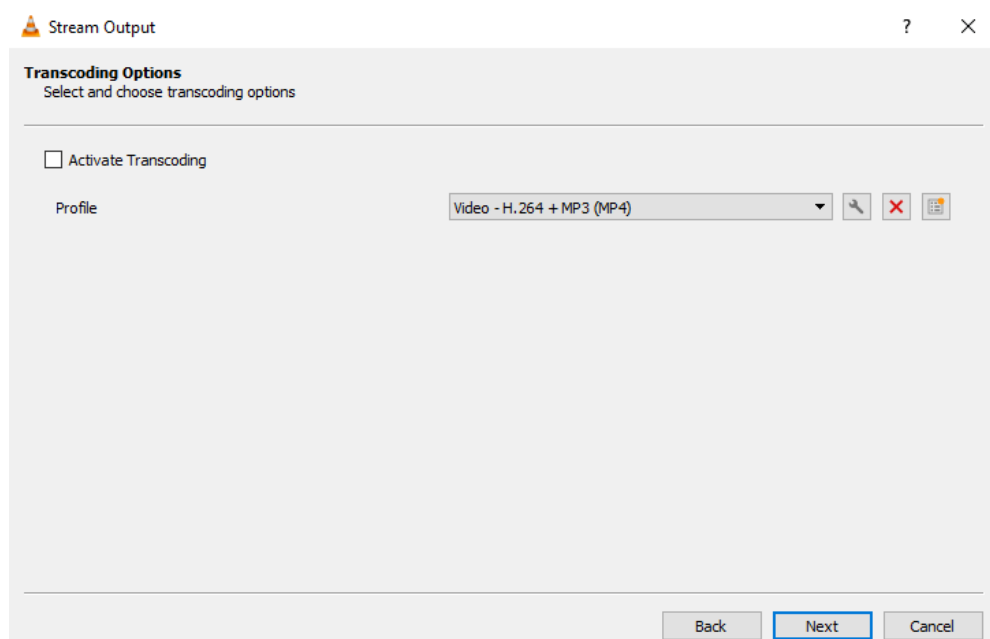 Stream Output
Transcoding Options
Select and choose transcoding options
Activate Transcoding
Profile Video - H.264 + MP3 (MP4)
Back Next Cancel